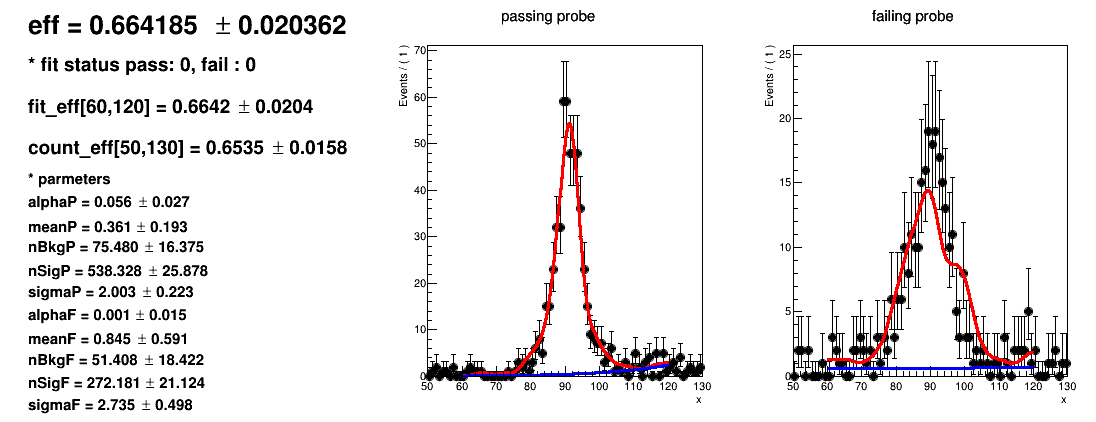 eff = 0.664185 ± 0.020362
* fit status pass: 0, fail : 0
fit_eff[60,120] = 0.6642 ± 0.0204
count_eff[50,130] = 0.6535 ± 0.0158
* parmeters
alphaP = 0.056 ± 0.027
meanP = 0.361 ± 0.193
nBkgP = 75.480 ± 16.375
nSigP = 538.328 ± 25.878
sigmaP = 2.003 ± 0.223
alphaF = 0.001 ± 0.015
meanF = 0.845 ± 0.591
nBkgF = 51.408 ± 18.422
nSigF = 272.181 ± 21.124
sigmaF = 2.735 ± 0.498
passing probe
Events / ( 1 )
70
60
50
40
30
20
10
0
50 60 70 80 90 100 110 120 130
x
failing probe
Events / ( 1 )
25
20
15
10
5
0
50 60 70 80 90 100 110 120 130
x